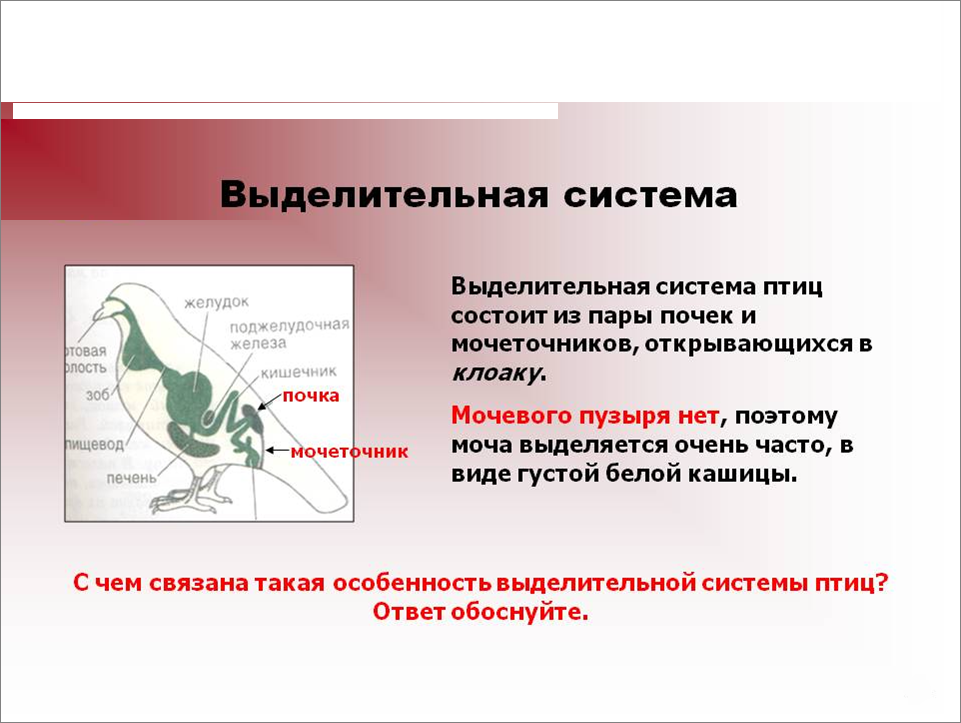 Выделительная система
желудок
поджелудочная
железа
кишечник
почка
мочеточник
отовая
олость
зоб
пищевод
печень
Выделительная система птиц
состоит из пары почек и
мочеточников, открывающихся в
клоаку.
Мочевого пузыря нет, поэтому
моча выделяется очень часто, в
виде густой белой кашицы.
С чем связана такая особенность выделительной системы птиц?
Ответ обоснуйте.